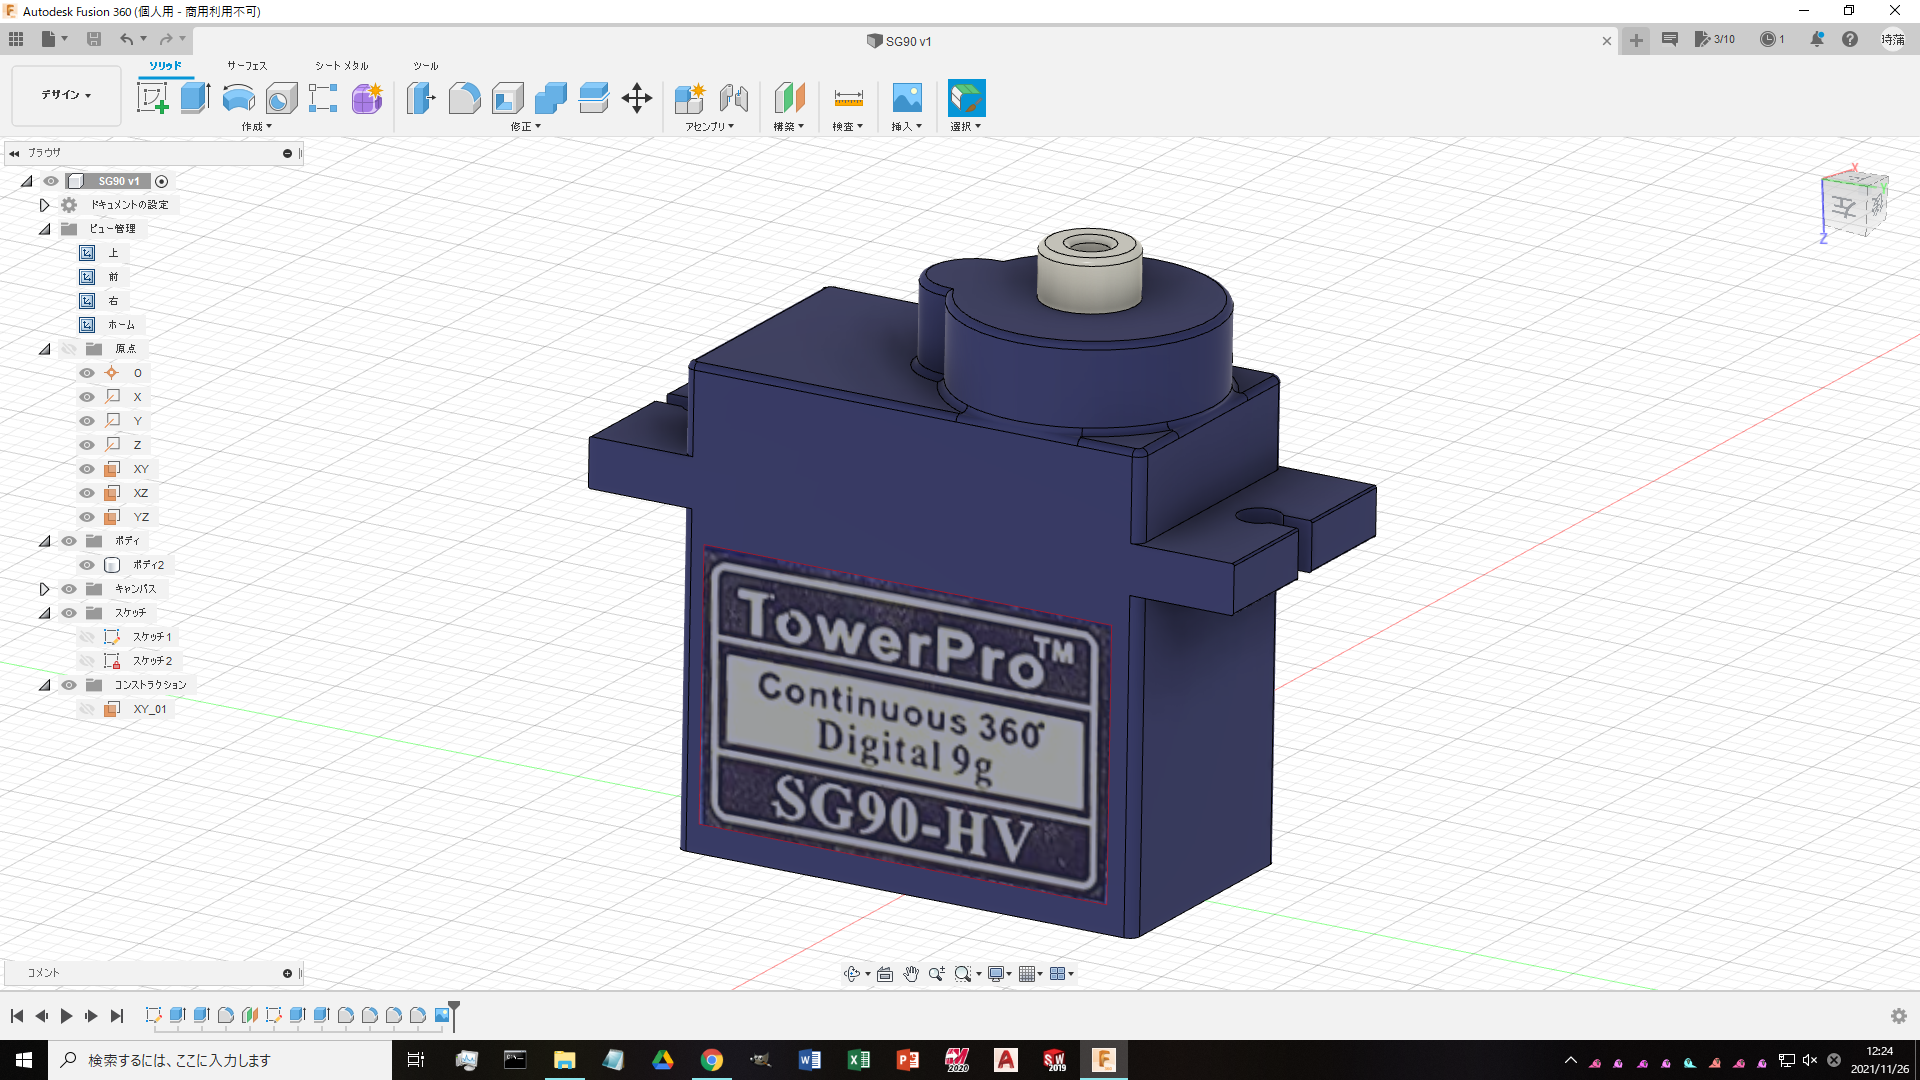 Autodesk Fusion 360 (個人用 - 商用利用不可)
SG90 v1
3/10
1
時蒲
デザイン
ソリッド
サーフェス
シート メタル
ツール
作成
修正
アセンブリ
構築
検査
挿入
選択
ブラウザ
SG90 v1
ドキュメントの設定
ビュー管理
上
前
右
ホーム
原点
O
X
Y
Z
XY
XZ
YZ
ボディ
ボディ2
キャンバス
スケッチ
スケッチ1
スケッチ2
コンストラクション
XY_01
X
Y
Z
左
後
TowerPro™
Continuous 360°
Digital 9g
SG90-HV
コメント
検索するには、ここに入力します
2020
SW
2019
12:24
2021/11/26